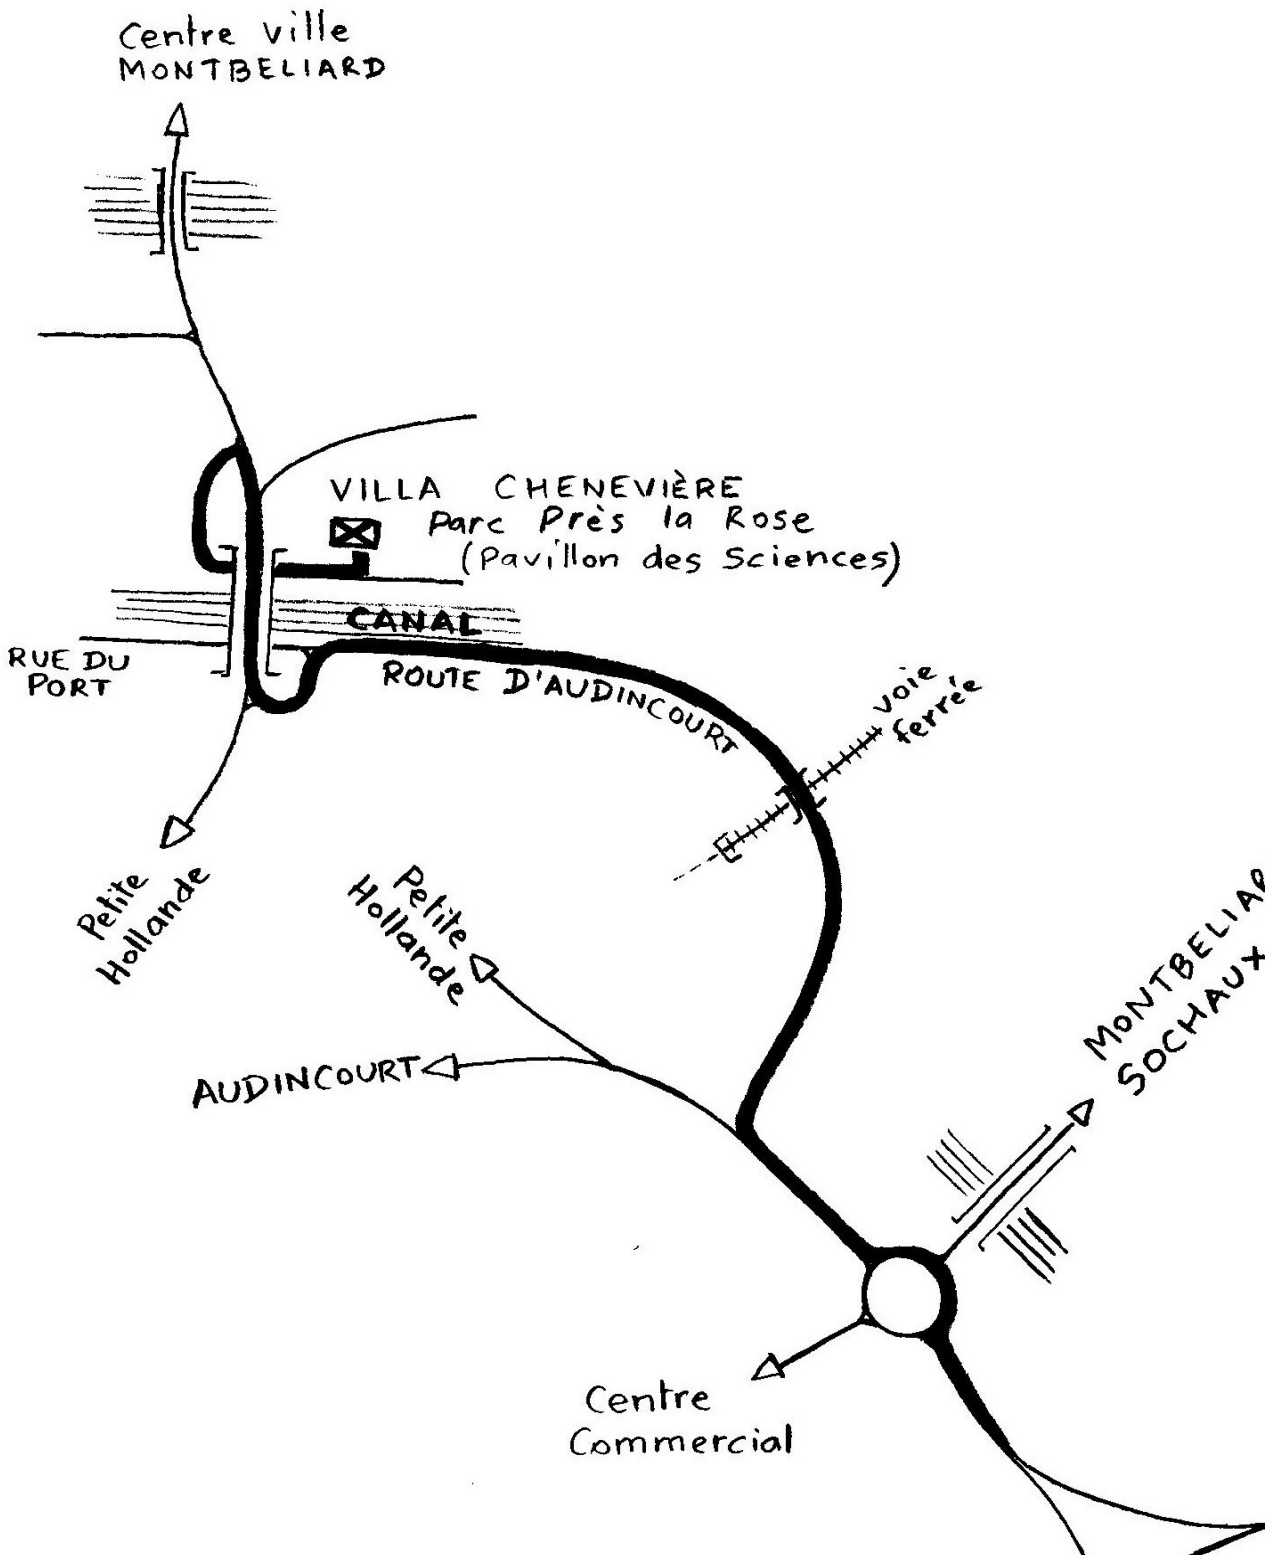 Centre ville
MONTBELIARD
VILLA CHENEVIÈRE
Parc Près la Rose
(Pavillon des Sciences)
CANAL
RUE DU
PORT
ROUTE D'AUDINCOURT
voie
ferrée
Petite
Hollande
Petite
Hollande
AUDINCOURT
MONTBELIAR
SOCHAUX
Centre
Commercial